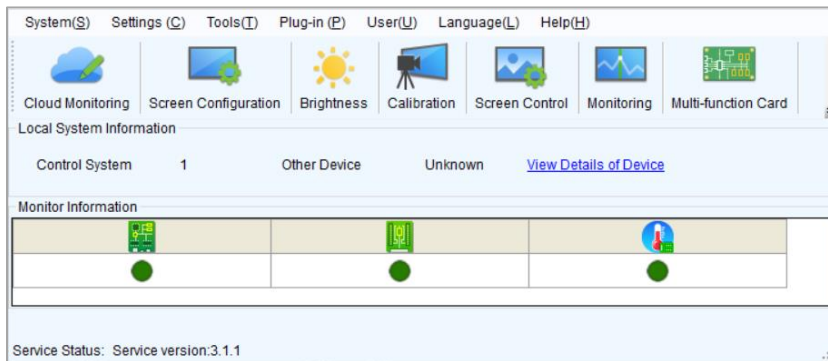 System(S) Settings (C) Tools(T) Plug-in (P) User(U) Language(L) Help(H)
Cloud Monitoring Screen Configuration Brightness Calibration Screen Control Monitoring Multi-function Card
Local System Information
Control System 1 Other Device Unknown View Details of Device
Monitor Information
Service Status: Service version:3.1.1